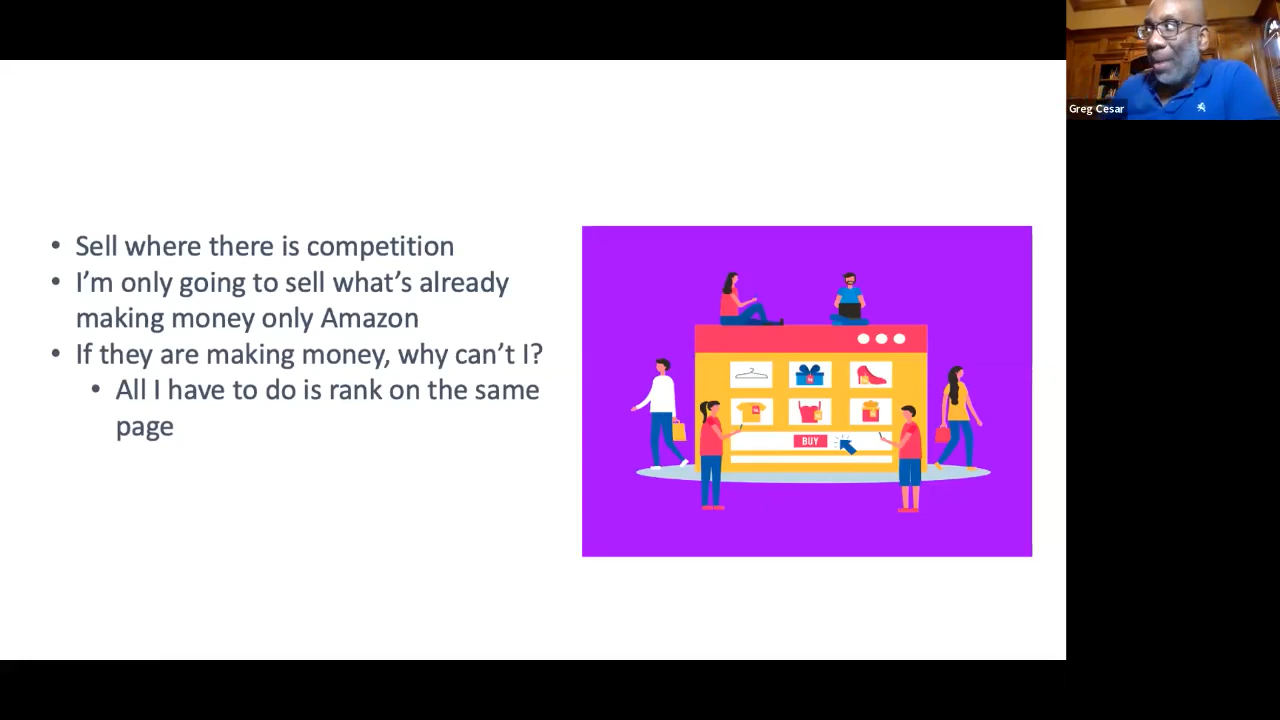 • Sell where there is competition
• I’m only going to sell what’s already
making money only Amazon
• If they are making money, why can’t I?
• All I have to do is rank on the same
page
BUY
Greg Cesar